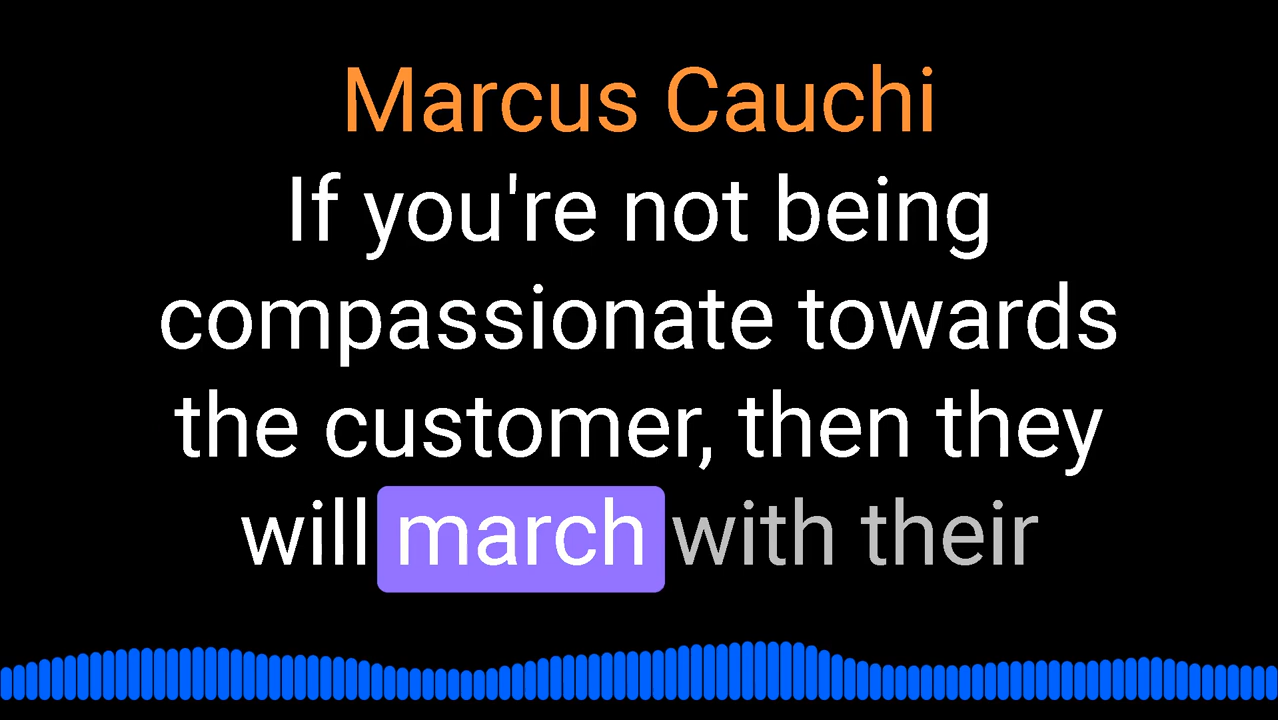 Marcus Cauchi
If you're not being
compassionate towards
the customer, then they
will march with their